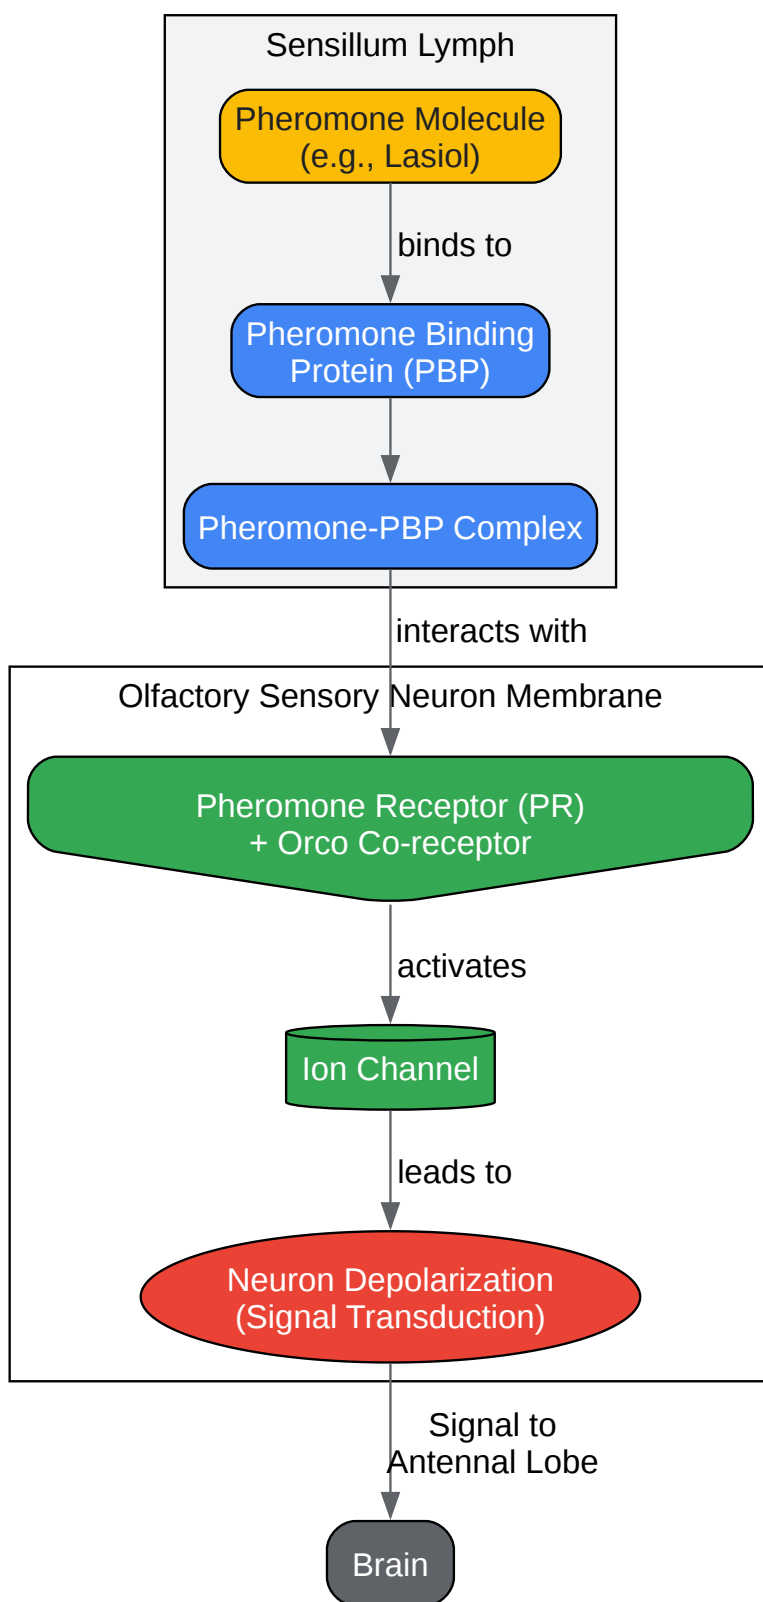 Sensillum Lymph
Pheromone Molecule
(e.g., Lasiol)
binds to
Pheromone Binding
Protein (PBP)
Pheromone-PBP Complex
interacts with
Olfactory Sensory Neuron Membrane
Pheromone Receptor (PR)
+ Orco Co-receptor
activates
Ion Channel
leads to
Neuron Depolarization
(Signal Transduction)
Signal to
Antennal Lobe
Brain